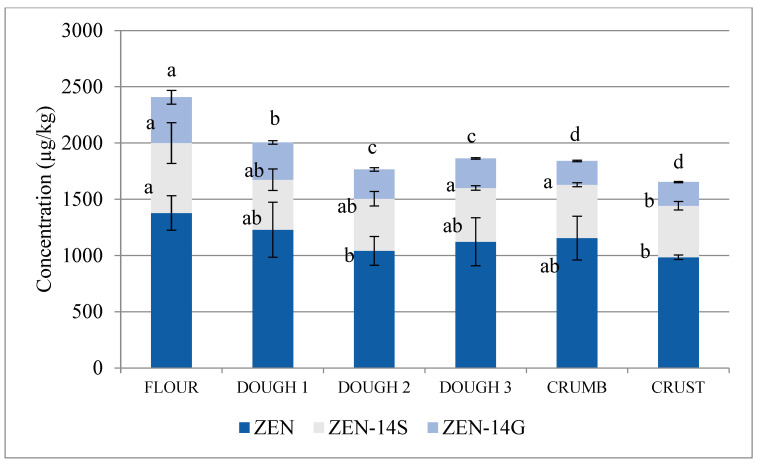 3000
2500
2000
1500
1000
500
0
Concentration (µg/kg)
a
b
c
c
d
d
a
ab
ab
a
a
b
a
ab
b
ab
ab
b
FLOUR DOUGH 1 DOUGH 2 DOUGH 3 CRUMB CRUST
ZEN ZEN-14S ZEN-14G